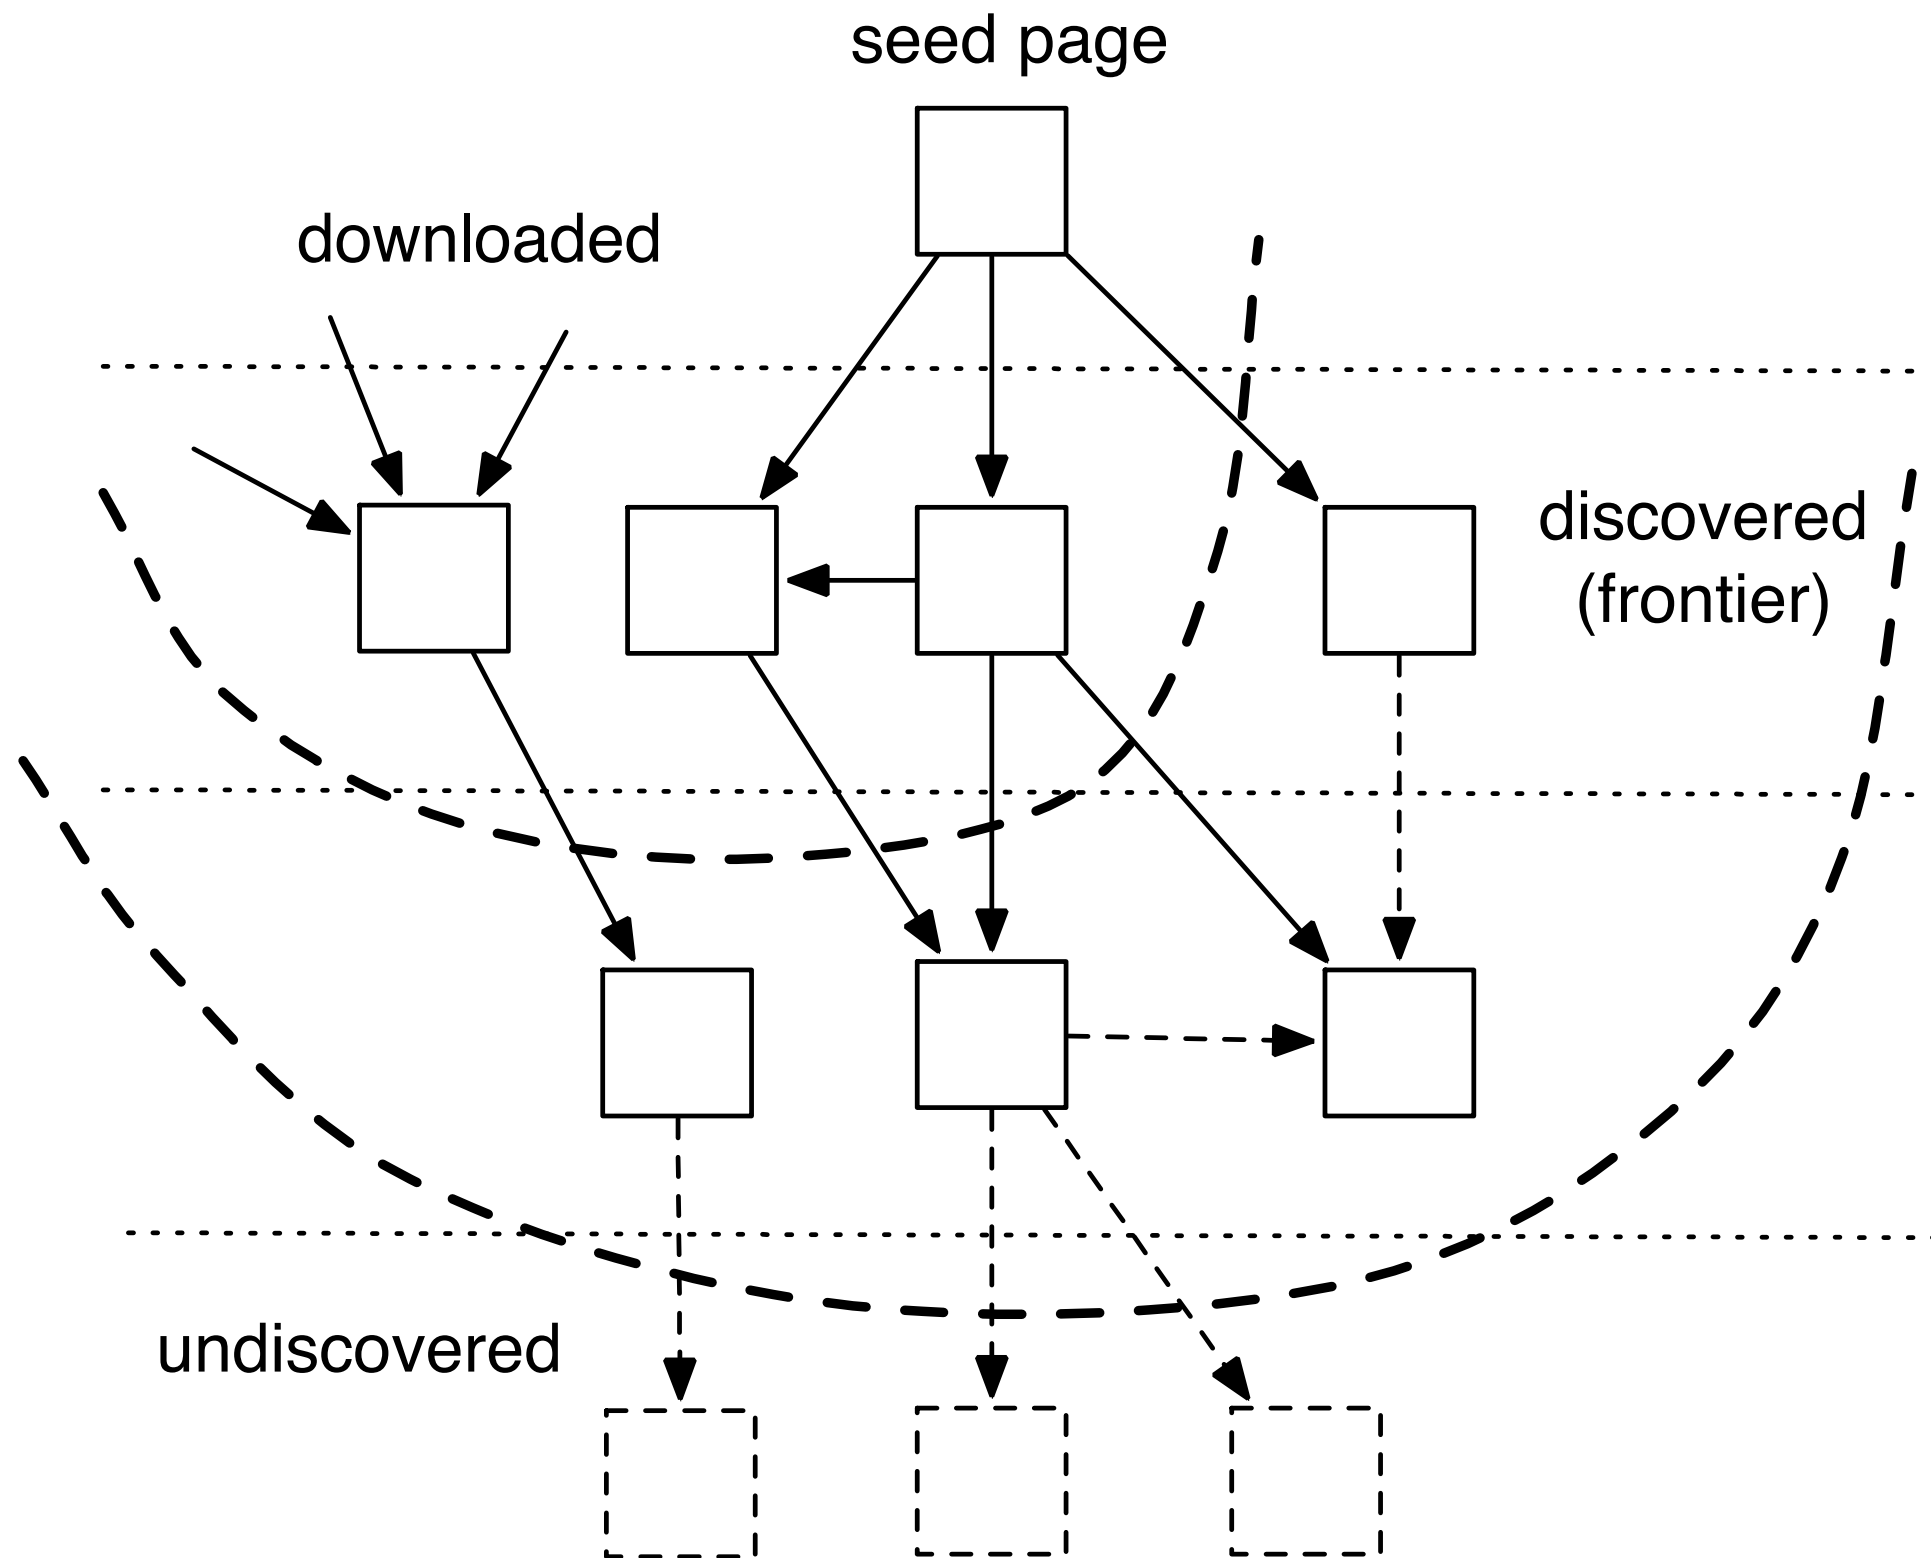 seed page
downloaded
discovered
(frontier)
undiscovered